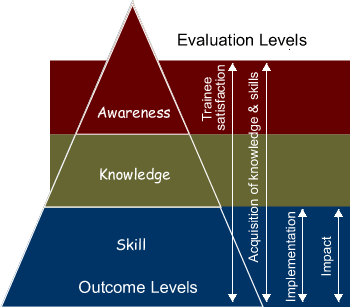 Evaluation Levels
Awareness
Knowledge
Skill
Outcome Levels
Trainee
satisfaction
Acquisition of knowledge & skills
Implementation
Impact